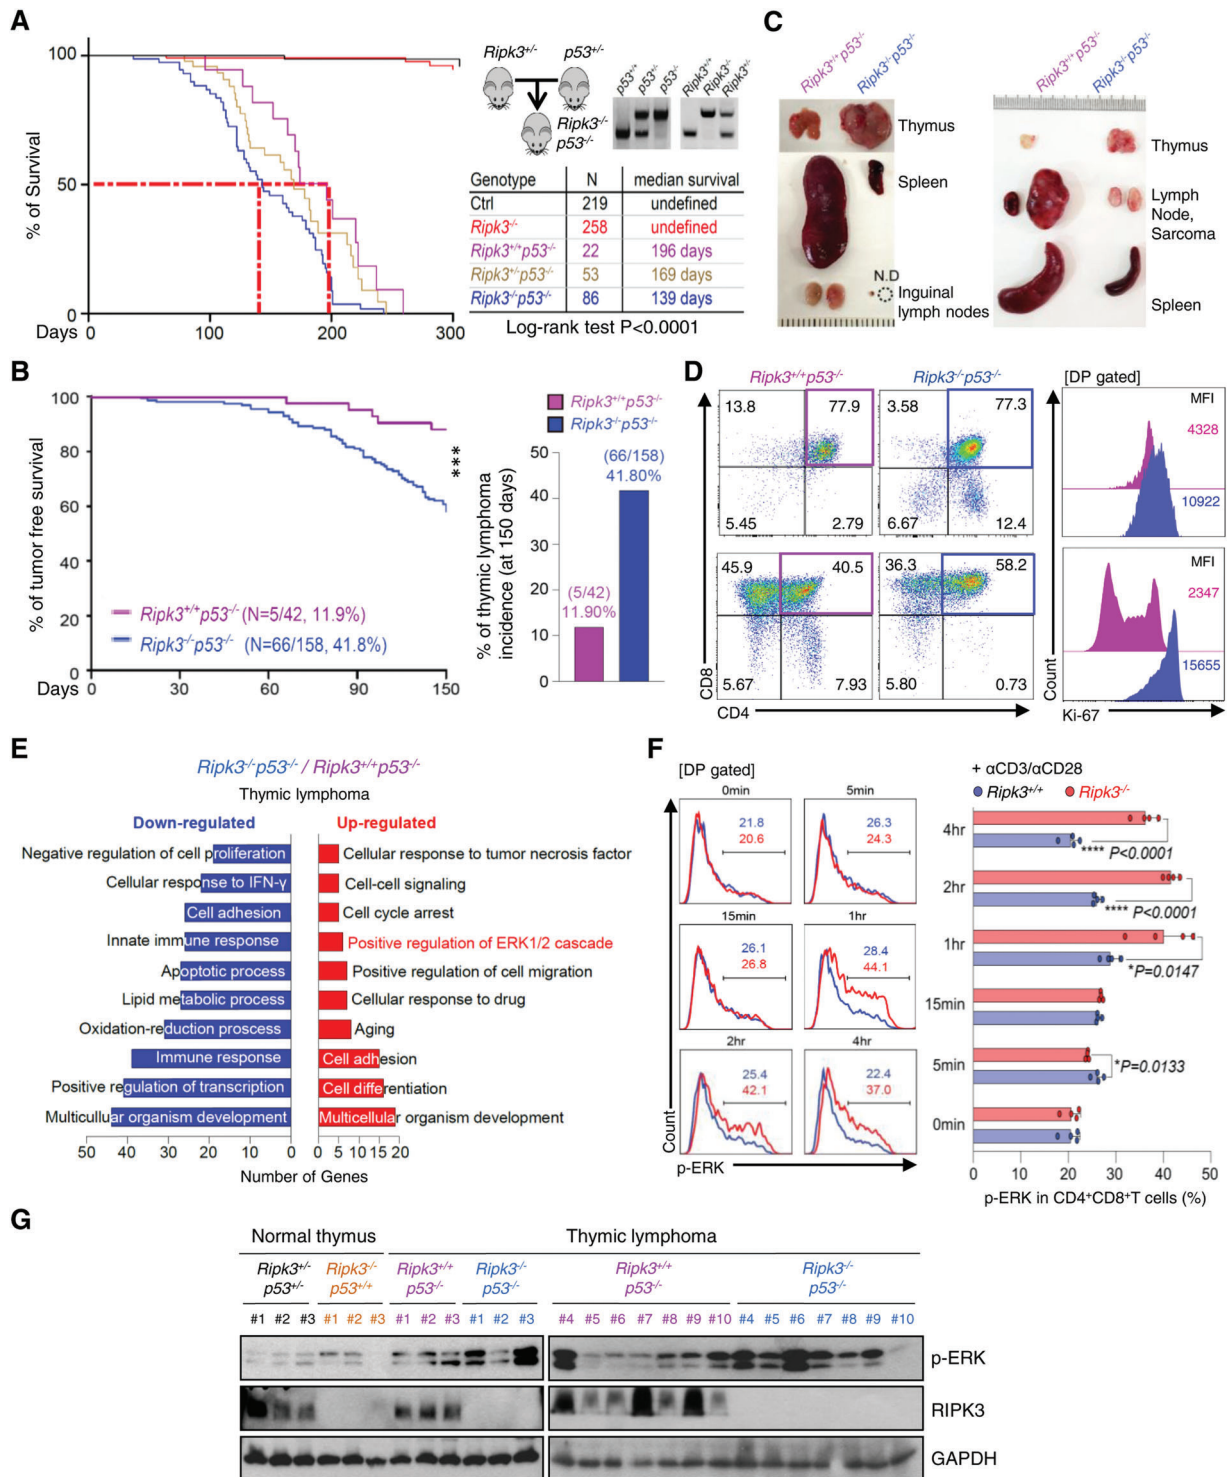 A
% of Survival
100
50
0
Days
0
100
200
300
Ripk3+/-
p53+/-
Ripk3-/-
p53-/-
p53+/+
p53+/-
p53-/-
Ripk3+/+
Ripk3-/-
Ripk3+/-
Genotype N median survival
Ctrl 219 undefined
Ripk3-/- 258 undefined
Ripk3+/+p53-/- 22 196 days
Ripk3+/-p53-/- 53 169 days
Ripk3-/-p53-/- 86 139 days
Log-rank test P<0.0001
C
Ripk3+/+p53-/-
Ripk3-/-p53-/-
Thymus
Spleen
N.D
Inguinal
lymph nodes
Ripk3+/+p53-/-
Ripk3-/-p53-/-
Thymus
Lymph
Node,
Sarcoma
Spleen
B
% of tumor free survival
100
80
60
40
20
0
Days
0
30
60
90
150
***
Ripk3+/+p53-/- (N=5/42, 11.9%)
Ripk3-/-p53-/- (N=66/158, 41.8%)
Ripk3+/+p53-/-
Ripk3-/-p53-/-
% of thymic lymphoma
incidence (at 150 days)
50
40
30
20
10
0
(66/158)
41.80%
(5/42)
11.90%
D
Ripk3+/+p53-/-
Ripk3-/-p53-/-
[DP gated]
13.8 77.9
5.45 2.79
3.58 77.3
6.67 12.4
45.9 40.5
5.67 7.93
36.3 58.2
5.80 0.73
CD8
CD4
MFI
4328
10922
MFI
2347
15655
Count
Ki-67
E
Ripk3-/-p53-/- / Ripk3+/+p53-/-
Thymic lymphoma
Down-regulated
Up-regulated
Negative regulation of cell proliferation
Cellular response to IFN-γ
Cell adhesion
Innate immune response
Apoptotic process
Lipid metabolic process
Oxidation-reduction proscess
Immune response
Positive regulation of transcription
Multiculluar organism development
Cellular response to tumor necrosis factor
Cell-cell signaling
Cell cycle arrest
Positive regulation of ERK1/2 cascade
Positive regulation of cell migration
Cellular response to drug
Aging
Cell adhesion
Cell differentiation
Multicellular organism development
50 40 30 20 10 0
0 5 10 15 20
Number of Genes
F
[DP gated]
0min
21.8
20.6
5min
26.3
24.3
15min
26.1
26.8
1hr
28.4
44.1
2hr
25.4
42.1
4hr
22.4
37.0
Count
p-ERK
+ αCD3/αCD28
Ripk3+/+ Ripk3-/-
4hr
**** P<0.0001
2hr
**** P<0.0001
1hr
*P=0.0147
15min
5min
*P=0.0133
0min
0 10 20 30 40 50
p-ERK in CD4+CD8+T cells (%)
G
Normal thymus
Thymic lymphoma
Ripk3+/-
p53+/-
Ripk3-/-
p53+/+
Ripk3+/+
p53-/-
Ripk3-/-
p53-/-
Ripk3+/+
p53-/-
Ripk3-/-
p53-/-
#1 #2 #3 #1 #2 #3 #1 #2 #3 #1 #2 #3 #4 #5 #6 #7 #8 #9 #10 #4 #5 #6 #7 #8 #9 #10
p-ERK
RIPK3
GAPDH